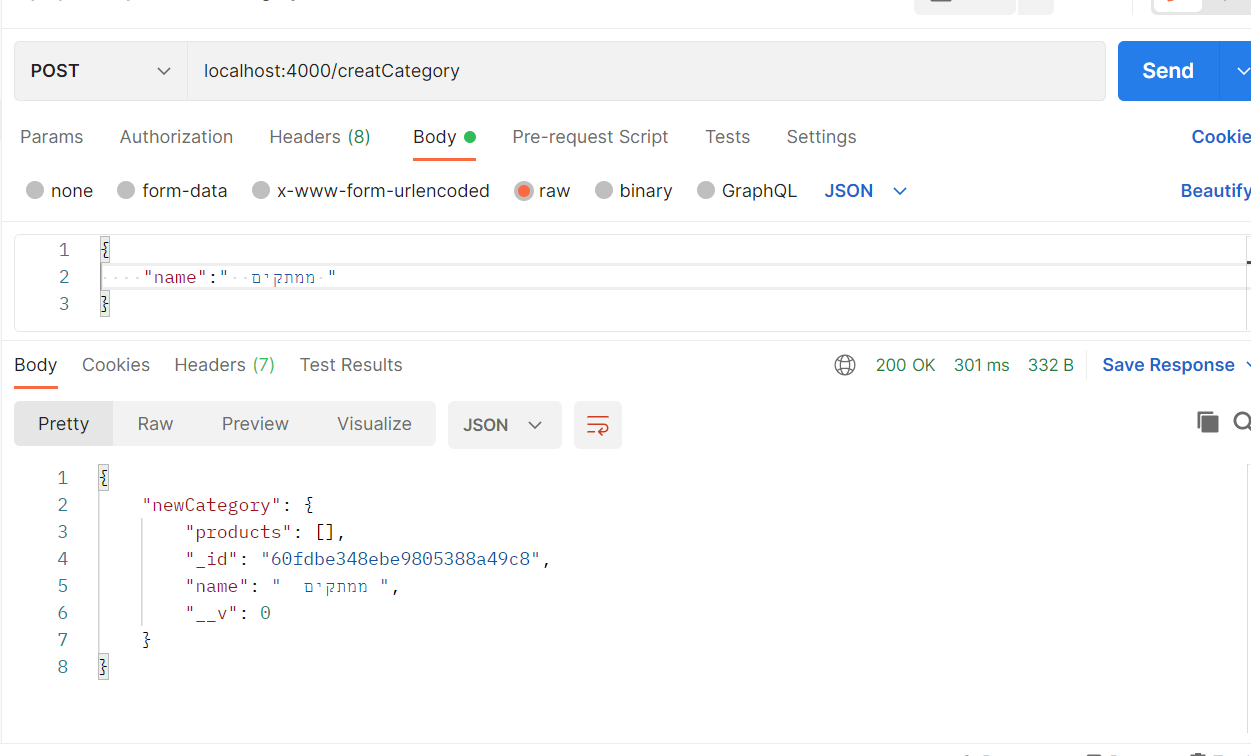 POST localhost:4000/creatCategory Send
Params Authorization Headers (8) Body Pre-request Script Tests Settings Cookie
none form-data x-www-form-urlencoded raw binary GraphQL JSON Beautify
1 {
2 "name":"  ממתקים "
3 }
Body Cookies Headers (7) Test Results 200 OK 301 ms 332 B Save Response
Pretty Raw Preview Visualize JSON
1 {
2 "newCategory": {
3 "products": [],
4 "_id": "60fdbe348ebe9805388a49c8",
5 "name": "  ממתקים ",
6 "__v": 0
7 }
8 }